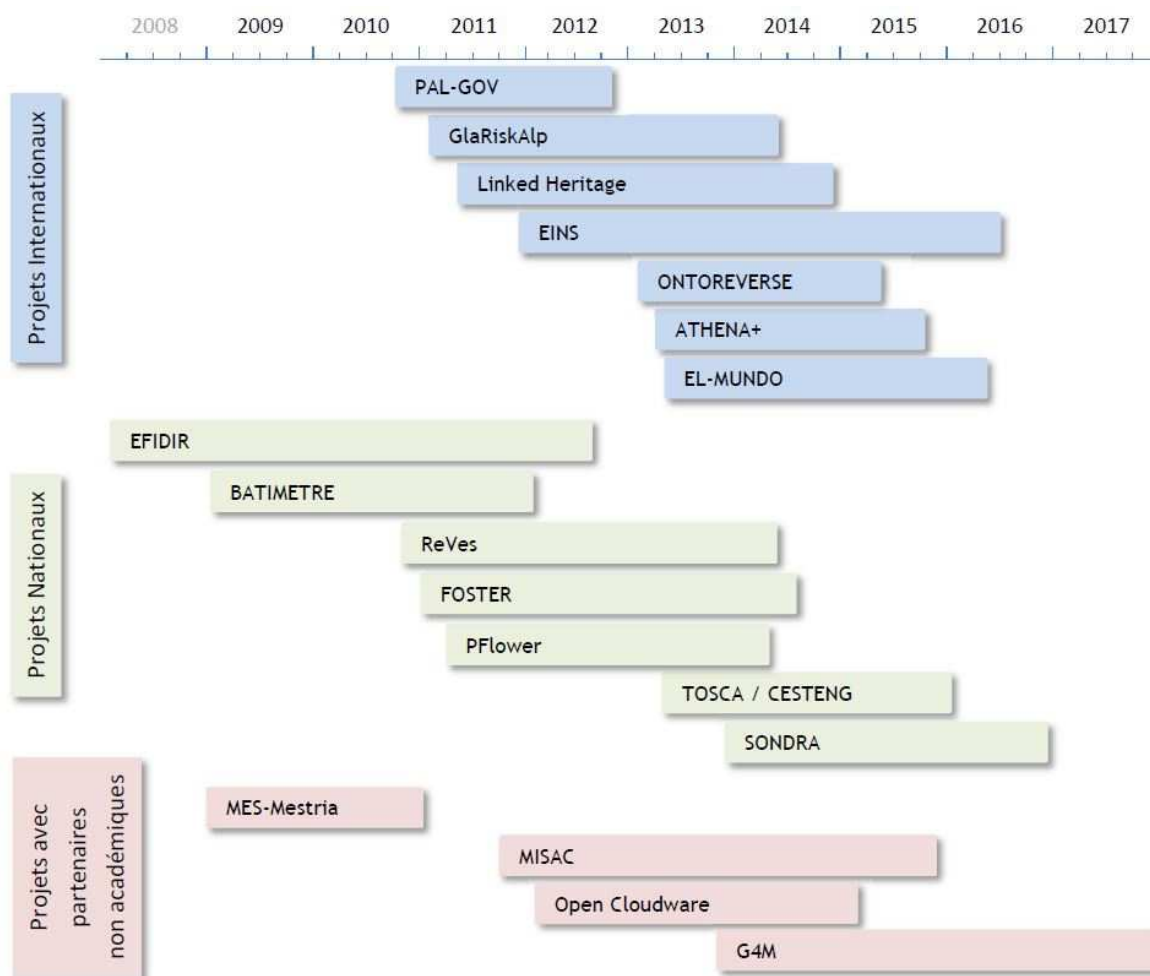 2008 2009 2010 2011 2012 2013 2014 2015 2016 2017
Projets Internationaux
PAL-GOV
GlaRiskAlp
Linked Heritage
EINS
ONTOREVERSE
ATHENA+
EL-MUNDO
Projets Nationaux
EFIDIR
BATIMETRE
ReVes
FOSTER
PFlower
TOSCA / CESTENG
SONDRA
Projets avec
partenaires
non académiques
MES-Mestria
MISAC
Open Cloudware
G4M